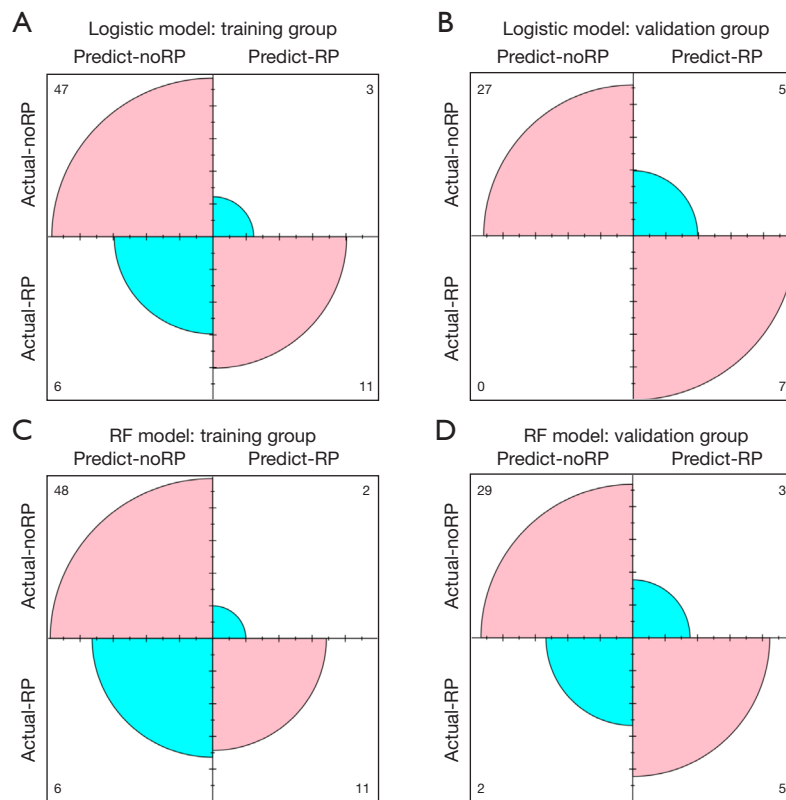 A
Logistic model: training group
Predict-noRP Predict-RP
47 3
Actual-noRP
Actual-RP
6 11
B
Logistic model: validation group
Predict-noRP Predict-RP
27 5
Actual-noRP
Actual-RP
0 7
C
RF model: training group
Predict-noRP Predict-RP
48 2
Actual-noRP
Actual-RP
6 11
D
RF model: validation group
Predict-noRP Predict-RP
29 3
Actual-noRP
Actual-RP
2 5